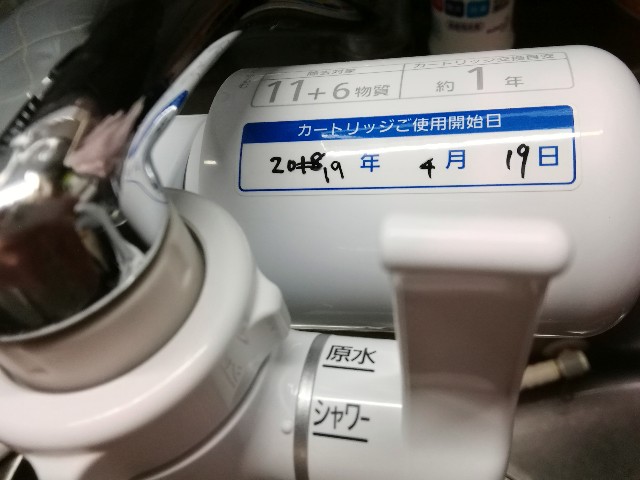 除去対象
カートリッジ交換目安
11+6物質
約1年
カートリッジご使用開始日
2018,19年 4月 19日
原水
シャワー